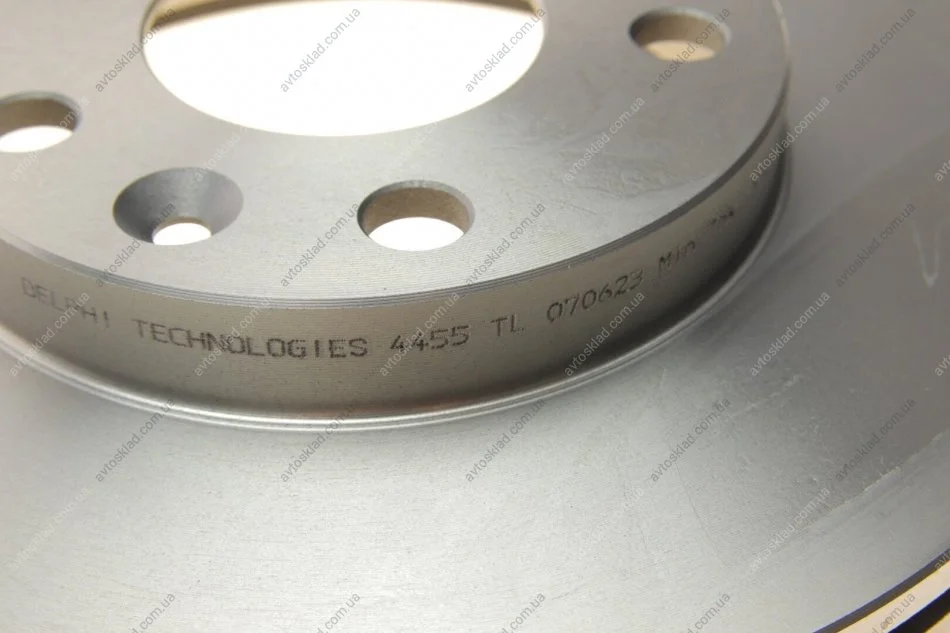 DELPHI TECHNOLOGIES 4455 TL 070623 Min
avtosklad.com.ua